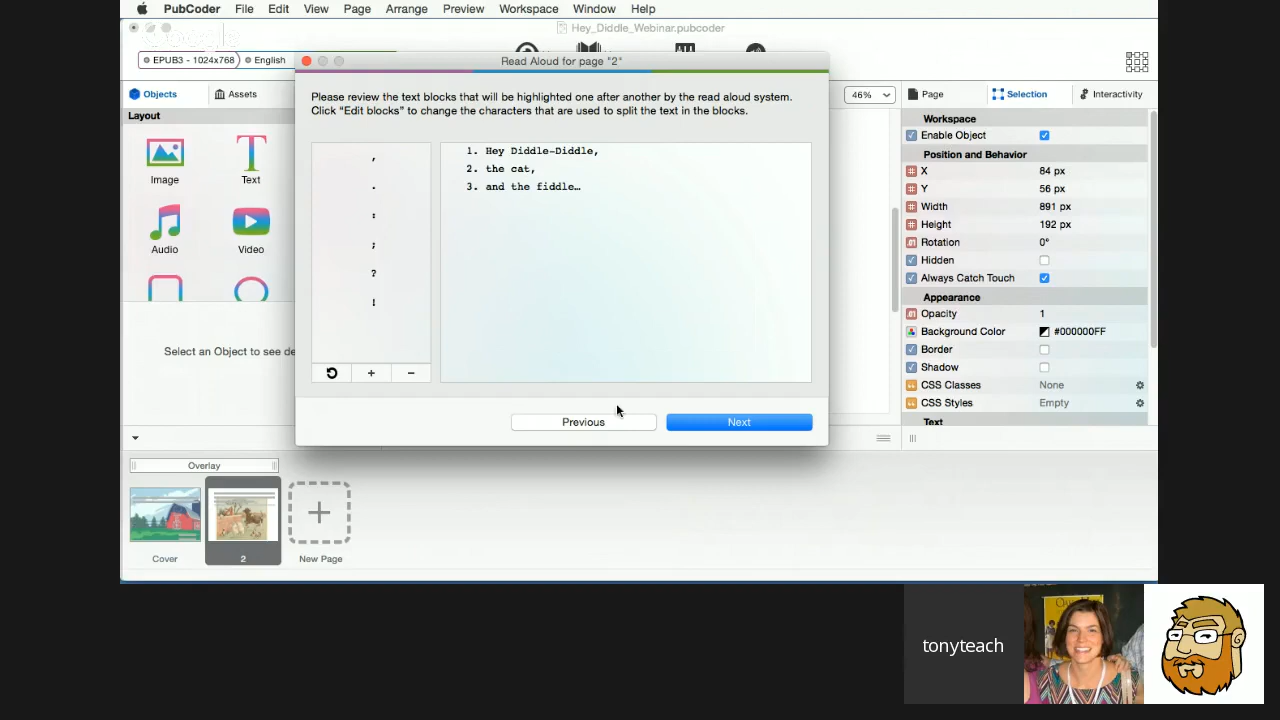 PubCoder File Edit View Page Arrange Preview Workspace Window Help
Hey_Diddle_Webinar.pubcoder
Google
EPUB3 - 1024x768 English
Read Aloud for page "2"
Objects Assets
46%
Page Selection Interactivity
Please review the text blocks that will be highlighted one after another by the read aloud system.
Click "Edit blocks" to change the characters that are used to split the text in the blocks.
Layout
Image Text
Audio Video
Select an Object to see de
,
.
:
;
?
!
+ -
1. Hey Diddle-Diddle,
2. the cat,
3. and the fiddle…
Previous Next
Workspace
Enable Object
Position and Behavior
X 84 px
Y 56 px
Width 891 px
Height 192 px
Rotation 0°
Hidden
Always Catch Touch
Appearance
Opacity 1
Background Color #000000FF
Border
Shadow
CSS Classes None
CSS Styles Empty
Text
Overlay
Cover 2 New Page
tonyteach